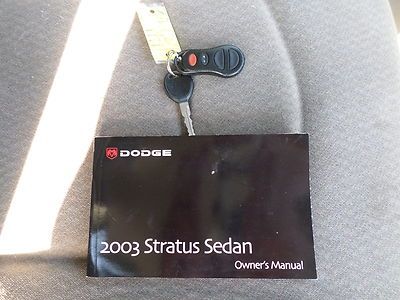 DODGE
2003 Stratus Sedan
Owner's Manual